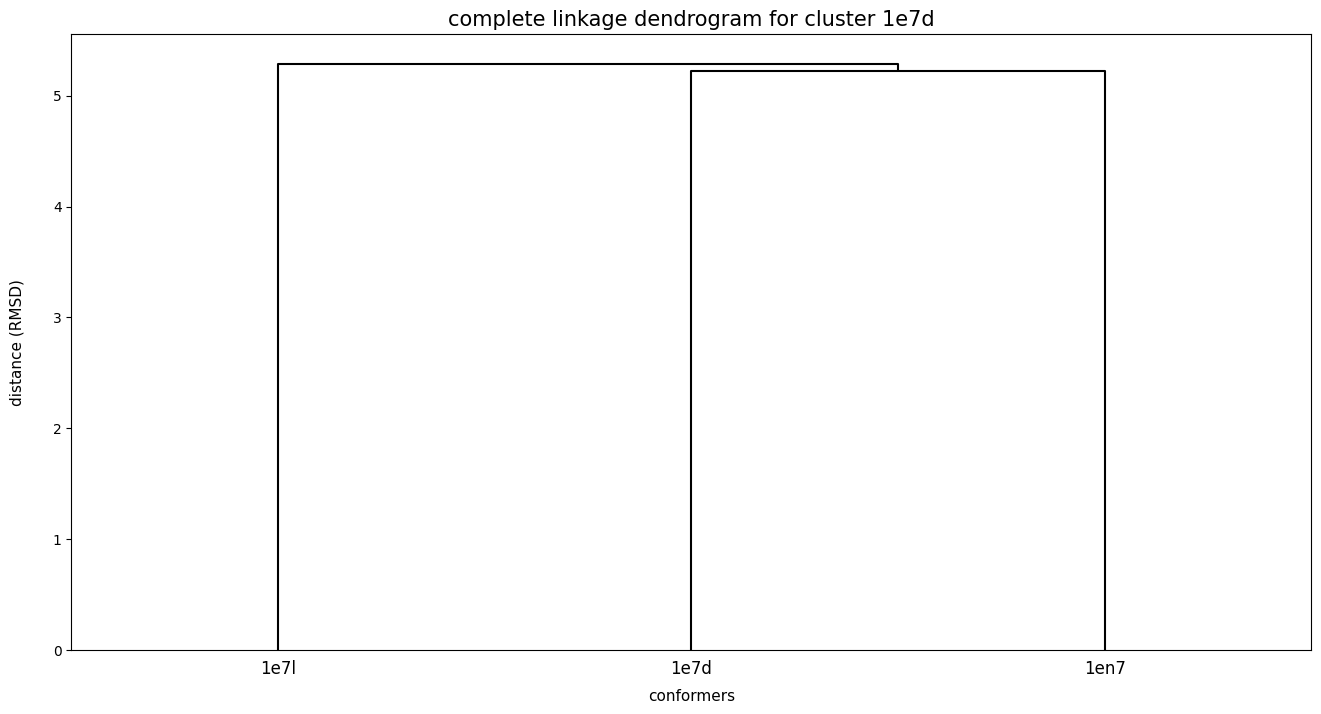 complete linkage dendrogram for cluster 1e7d
5
4
3
2
1
0
distance (RMSD)
1e7l 1e7d 1en7
conformers